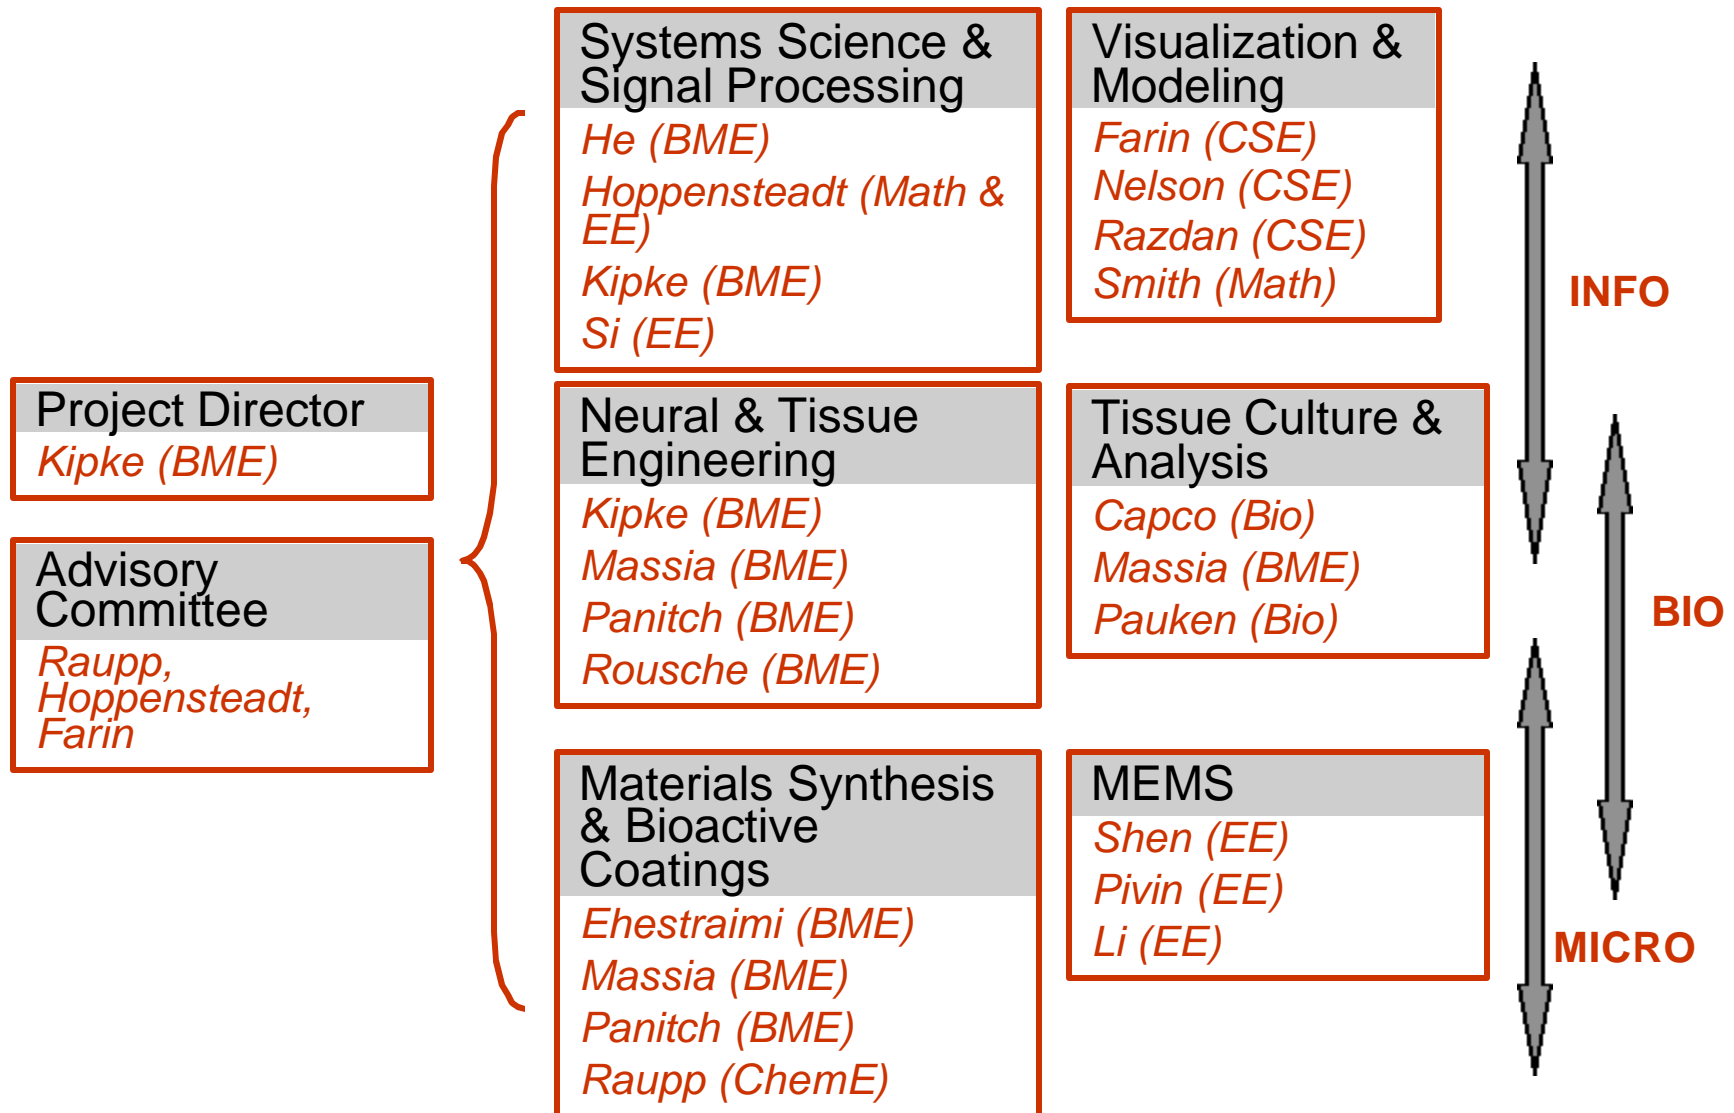 Project Director
Kipke (BME)
Advisory
Committee
Raupp,
Hoppensteadt,
Farin
Systems Science &
Signal Processing
He (BME)
Hoppensteadt (Math &
EE)
Kipke (BME)
Si (EE)
Visualization &
Modeling
Farin (CSE)
Nelson (CSE)
Razdan (CSE)
Smith (Math)
Neural & Tissue
Engineering
Kipke (BME)
Massia (BME)
Panitch (BME)
Rousche (BME)
Tissue Culture &
Analysis
Capco (Bio)
Massia (BME)
Pauken (Bio)
Materials Synthesis
& Bioactive
Coatings
Ehestraimi (BME)
Massia (BME)
Panitch (BME)
Raupp (ChemE)
MEMS
Shen (EE)
Pivin (EE)
Li (EE)
INFO
BIO
MICRO